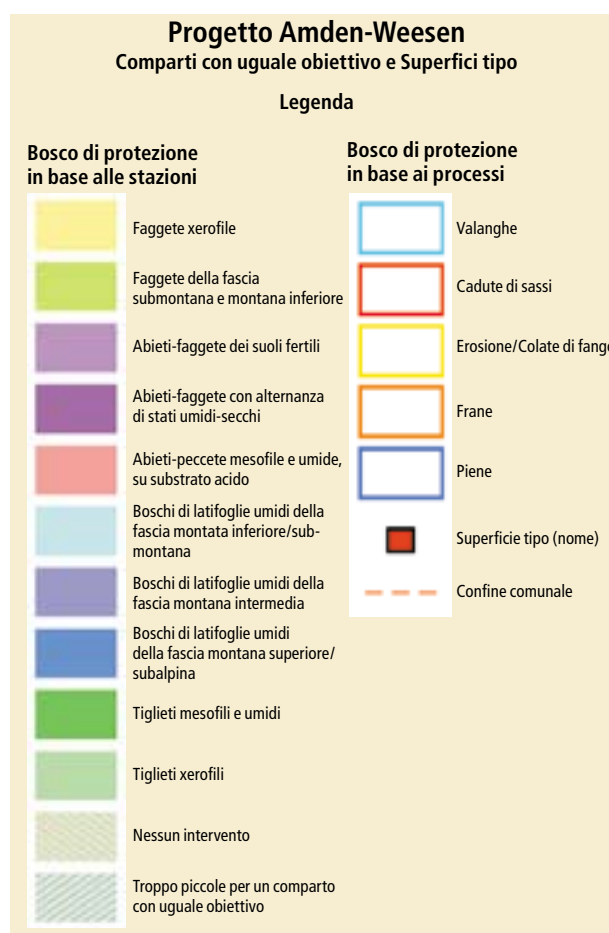 Progetto Amden-Weesen
Comparti con uguale obiettivo e Superfici tipo
Legenda
Bosco di protezione
in base alle stazioni
Faggete xerofile
Faggete della fascia
submontana e montana inferiore
Abieti-faggete dei suoli fertili
Abieti-faggete con alternanza
di stati umidi-secchi
Abieti-peccete mesofile e umide,
su substrato acido
Boschi di latifoglie umidi della
fascia montata inferiore/sub-
montana
Boschi di latifoglie umidi della
fascia montana intermedia
Boschi di latifoglie umidi
della fascia montana superiore/
subalpina
Tiglieti mesofili e umidi
Tiglieti xerofili
Nessun intervento
Troppo piccole per un comparto
con uguale obiettivo
Bosco di protezione
in base ai processi
Valanghe
Cadute di sassi
Erosione/Colate di fango
Frane
Piene
Superficie tipo (nome)
Confine comunale